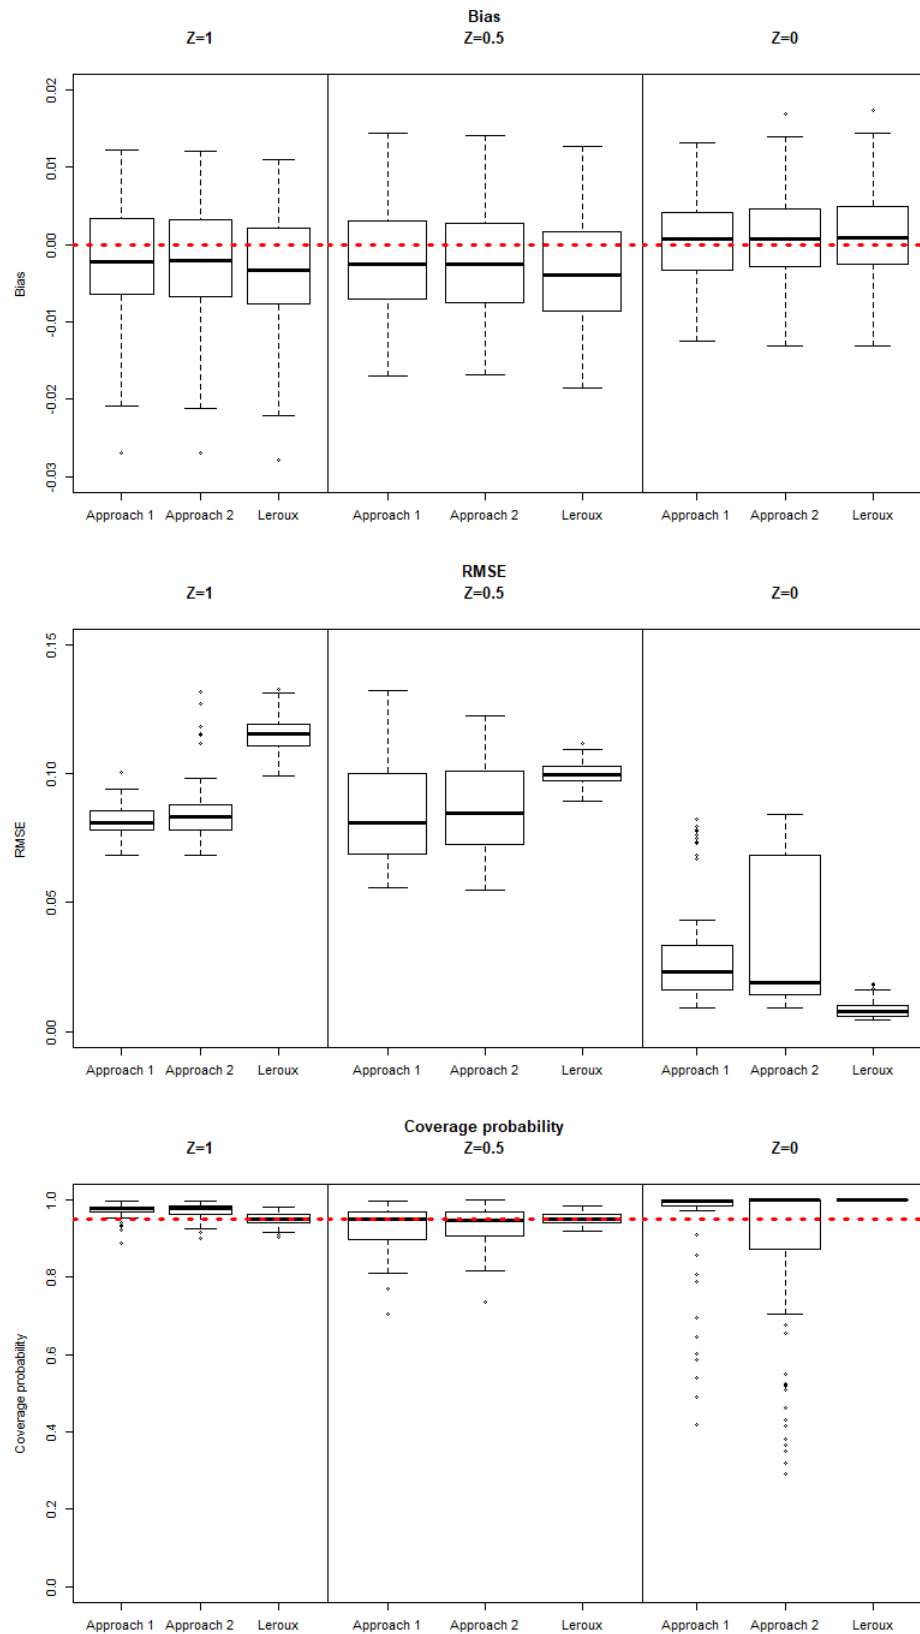 Bias
Z=1 Z=0.5 Z=0
0.02
0.01
0.00
-0.01
-0.02
-0.03
Bias
Approach 1 Approach 2 Leroux Approach 1 Approach 2 Leroux Approach 1 Approach 2 Leroux
RMSE
Z=1 Z=0.5 Z=0
0.15
0.10
0.05
0.00
RMSE
Approach 1 Approach 2 Leroux Approach 1 Approach 2 Leroux Approach 1 Approach 2 Leroux
Coverage probability
Z=1 Z=0.5 Z=0
1.0
0.8
0.6
0.4
0.2
0.0
Coverage probability
Approach 1 Approach 2 Leroux Approach 1 Approach 2 Leroux Approach 1 Approach 2 Leroux